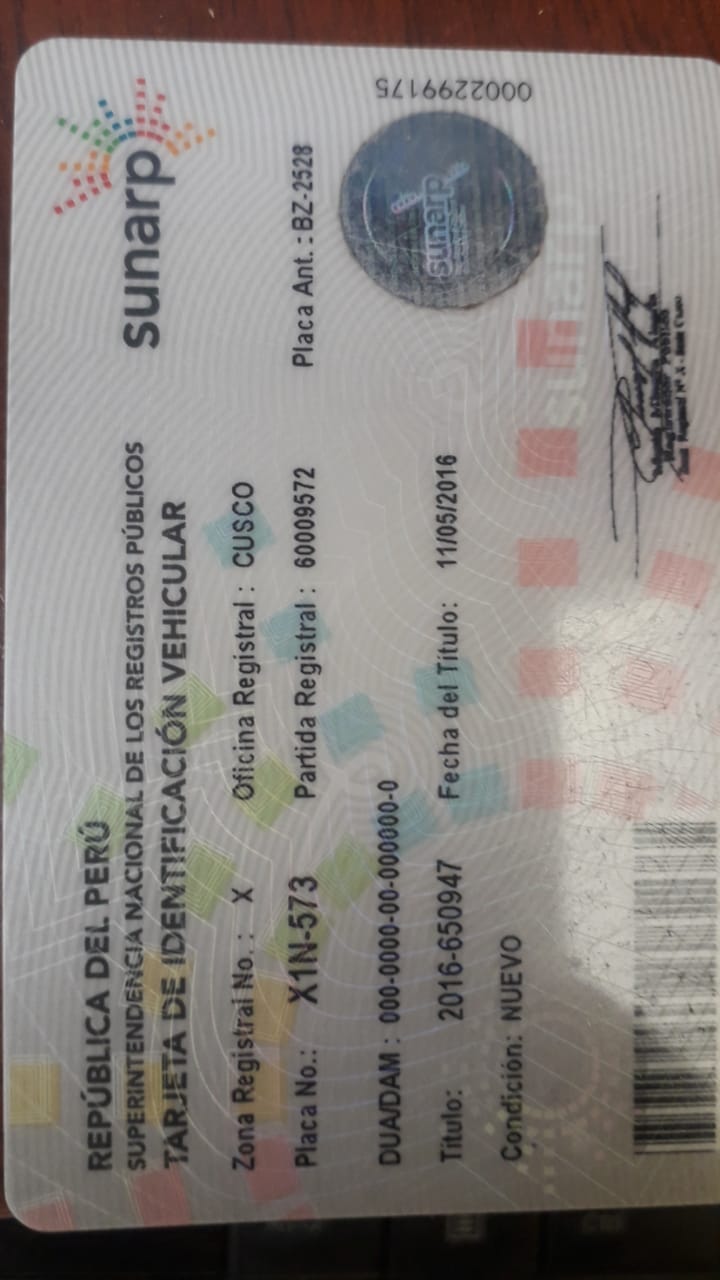 REPÚBLICA DEL PERÚ
SUPERINTENDENCIA NACIONAL DE LOS REGISTROS PÚBLICOS
TARJETA DE IDENTIFICACIÓN VEHICULAR
sunarp
Zona Registral No. : X Oficina Registral : CUSCO
Placa No.: X1N-573 Partida Registral : 60009572 Placa Ant. : BZ-2528
DUA/DAM : 000-0000-00-000000-0
Título: 2016-650947 Fecha del Título: 11/05/2016
Condición: NUEVO
0002299175
sunarp
sunarp